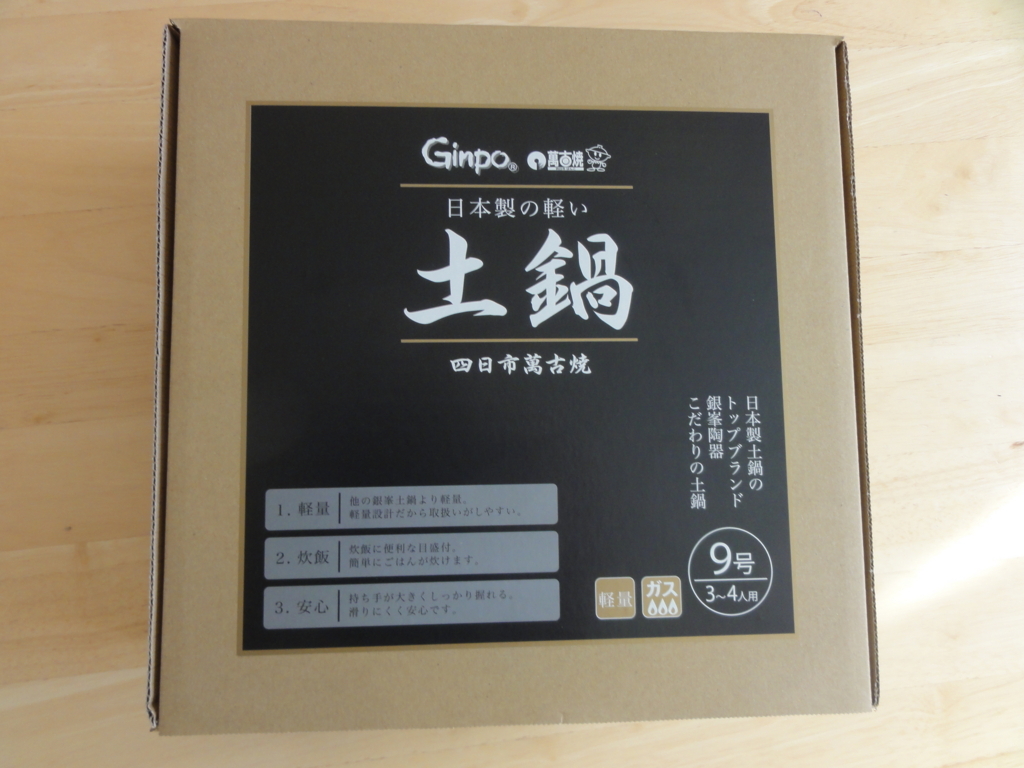 Ginpo® 萬古焼
日本製の軽い
土鍋
四日市萬古焼
日本製土鍋の
トップブランド
銀峯陶器
こだわりの土鍋
1. 軽量
他の銀峯土鍋より軽量。
軽量設計だから取扱いがしやすい。
2. 炊飯
炊飯に便利な目盛付。
簡単にごはんが炊けます。
3. 安心
持ち手が大きくしっかり握れる。
滑りにくく安心です。
軽量
ガス
9号
3〜4人用